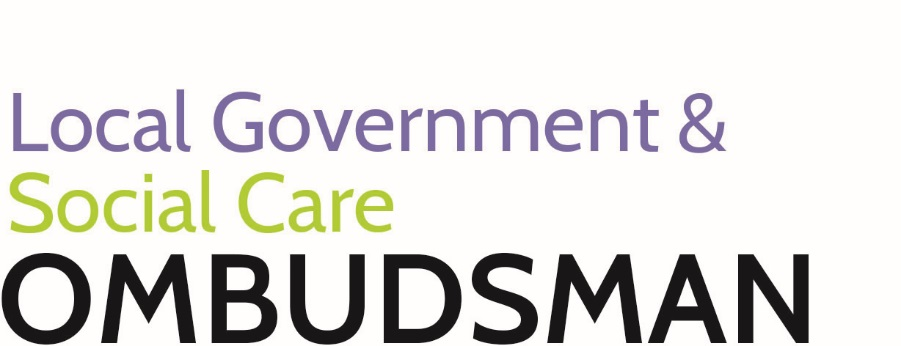 Local Government &
Social Care
OMBUDSMAN